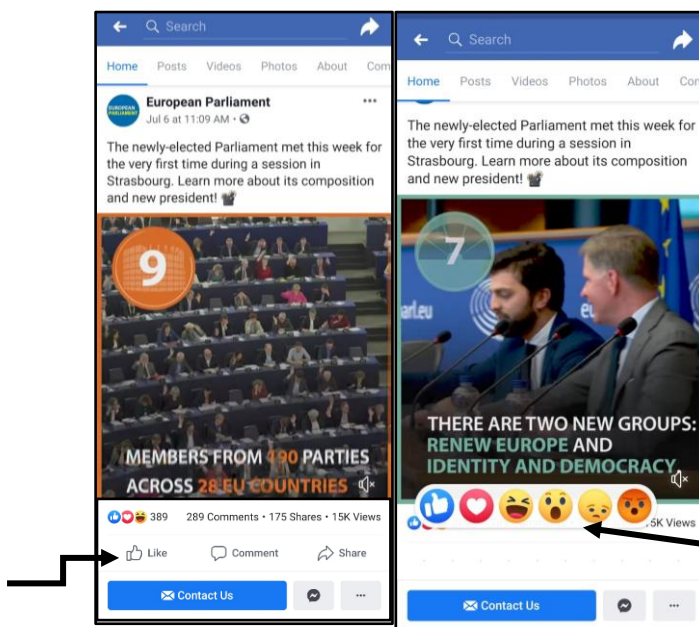 Search
Home Posts Videos Photos About Com
EUROPEAN PARLIAMENT
European Parliament
Jul 6 at 11:09 AM
The newly-elected Parliament met this week for
the very first time during a session in
Strasbourg. Learn more about its composition
and new president!
9
MEMBERS FROM 190 PARTIES
ACROSS 28 EU COUNTRIES
389 289 Comments • 175 Shares • 15K Views
Like Comment Share
Contact Us
Search
Home Posts Videos Photos About Con
The newly-elected Parliament met this week for
the very first time during a session in
Strasbourg. Learn more about its composition
and new president!
7
arl.eu
THERE ARE TWO NEW GROUPS:
RENEW EUROPE AND
IDENTITY AND DEMOCRACY
5K Views
Contact Us